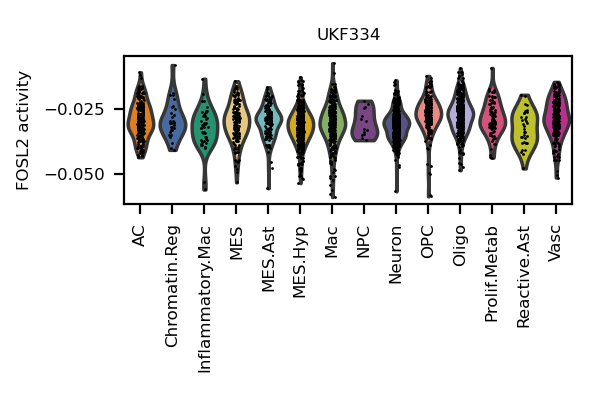 UKF334
FOSL2 activity
−0.025
−0.050
AC
Chromatin.Reg
Inflammatory.Mac
MES
MES.Ast
MES.Hyp
Mac
NPC
Neuron
OPC
Oligo
Prolif.Metab
Reactive.Ast
Vasc